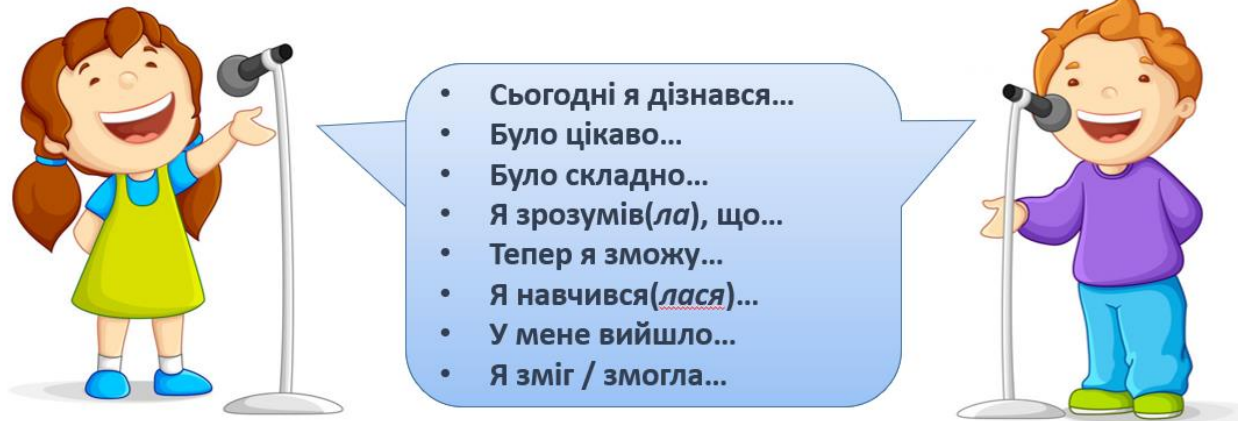 • Сьогодні я дізнався...
• Було цікаво...
• Було складно...
• Я зрозумів(ла), що...
• Тепер я зможу...
• Я навчився(лася)...
• У мене вийшло...
• Я зміг / змогла...